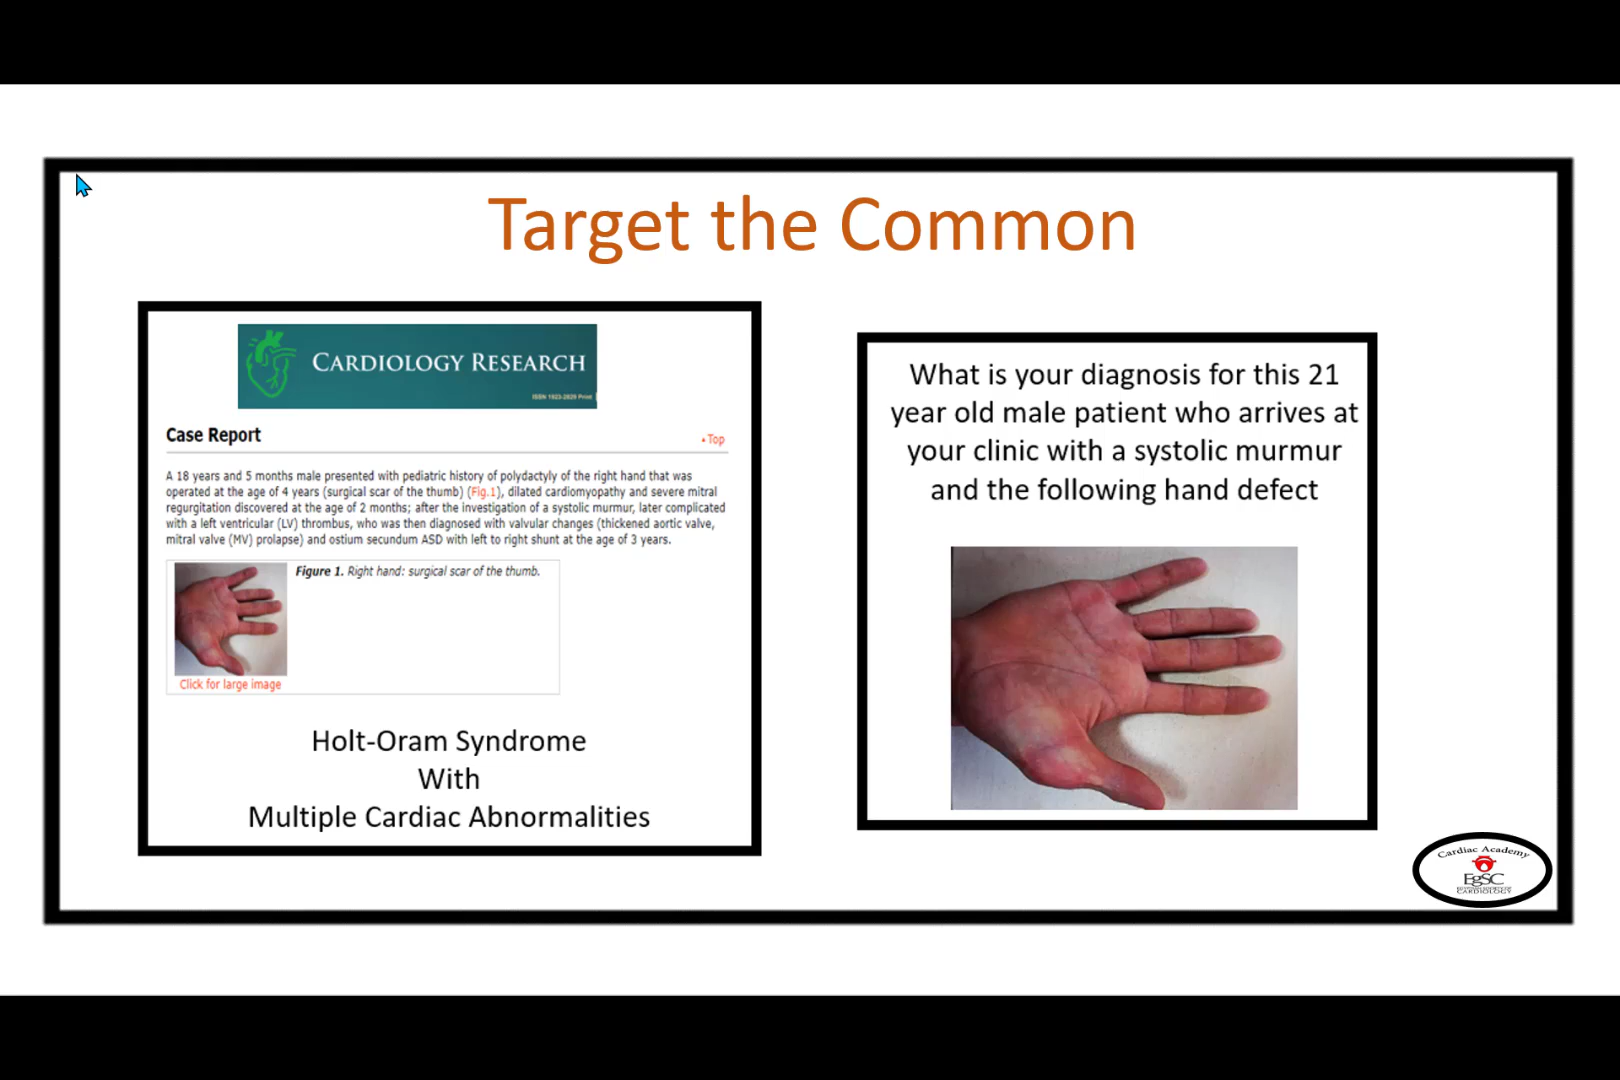 Target the Common
CARDIOLOGY RESEARCH
ISSN 1923-2829 Print
Case Report
Top
A 18 years and 5 months male presented with pediatric history of polydactyly of the right hand that was
operated at the age of 4 years (surgical scar of the thumb) (Fig.1), dilated cardiomyopathy and severe mitral
regurgitation discovered at the age of 2 months; after the investigation of a systolic murmur, later complicated
with a left ventricular (LV) thrombus, who was then diagnosed with valvular changes (thickened aortic valve,
mitral valve (MV) prolapse) and ostium secundum ASD with left to right shunt at the age of 3 years.
Figure 1. Right hand: surgical scar of the thumb.
Click for large image
Holt-Oram Syndrome
With
Multiple Cardiac Abnormalities
What is your diagnosis for this 21
year old male patient who arrives at
your clinic with a systolic murmur
and the following hand defect
Cardiac Academy
EgSC
CARDIOLOGY